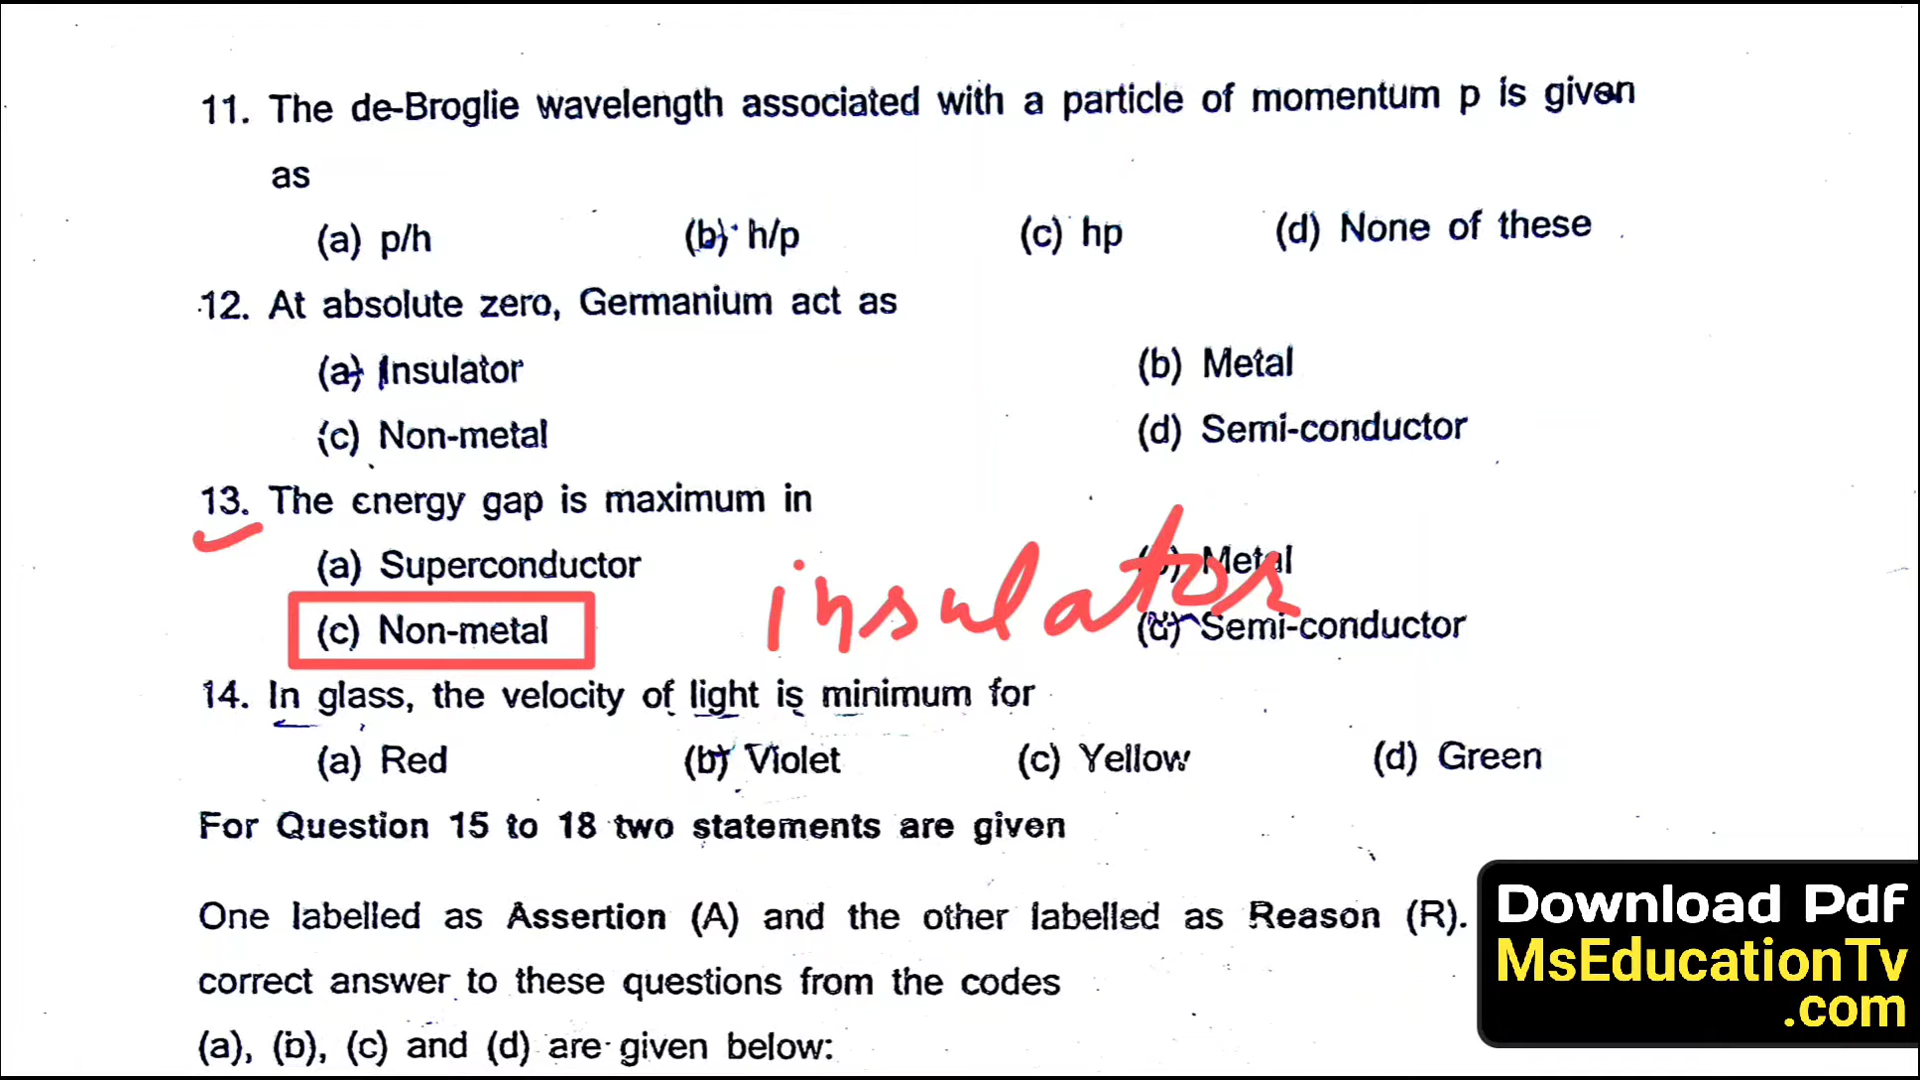 11. The de-Broglie wavelength associated with a particle of momentum p is given
as
(a) p/h (b) h/p (c) hp (d) None of these
12. At absolute zero, Germanium act as
(a) Insulator (b) Metal
(c) Non-metal (d) Semi-conductor
13. The energy gap is maximum in
(a) Superconductor (b) Metal
insulator
(c) Non-metal (d) Semi-conductor
14. In glass, the velocity of light is minimum for
(a) Red (b) Violet (c) Yellow (d) Green
For Question 15 to 18 two statements are given
One labelled as Assertion (A) and the other labelled as Reason (R).
correct answer to these questions from the codes
(a), (b), (c) and (d) are given below:
Download Pdf
MsEducationTv
.com